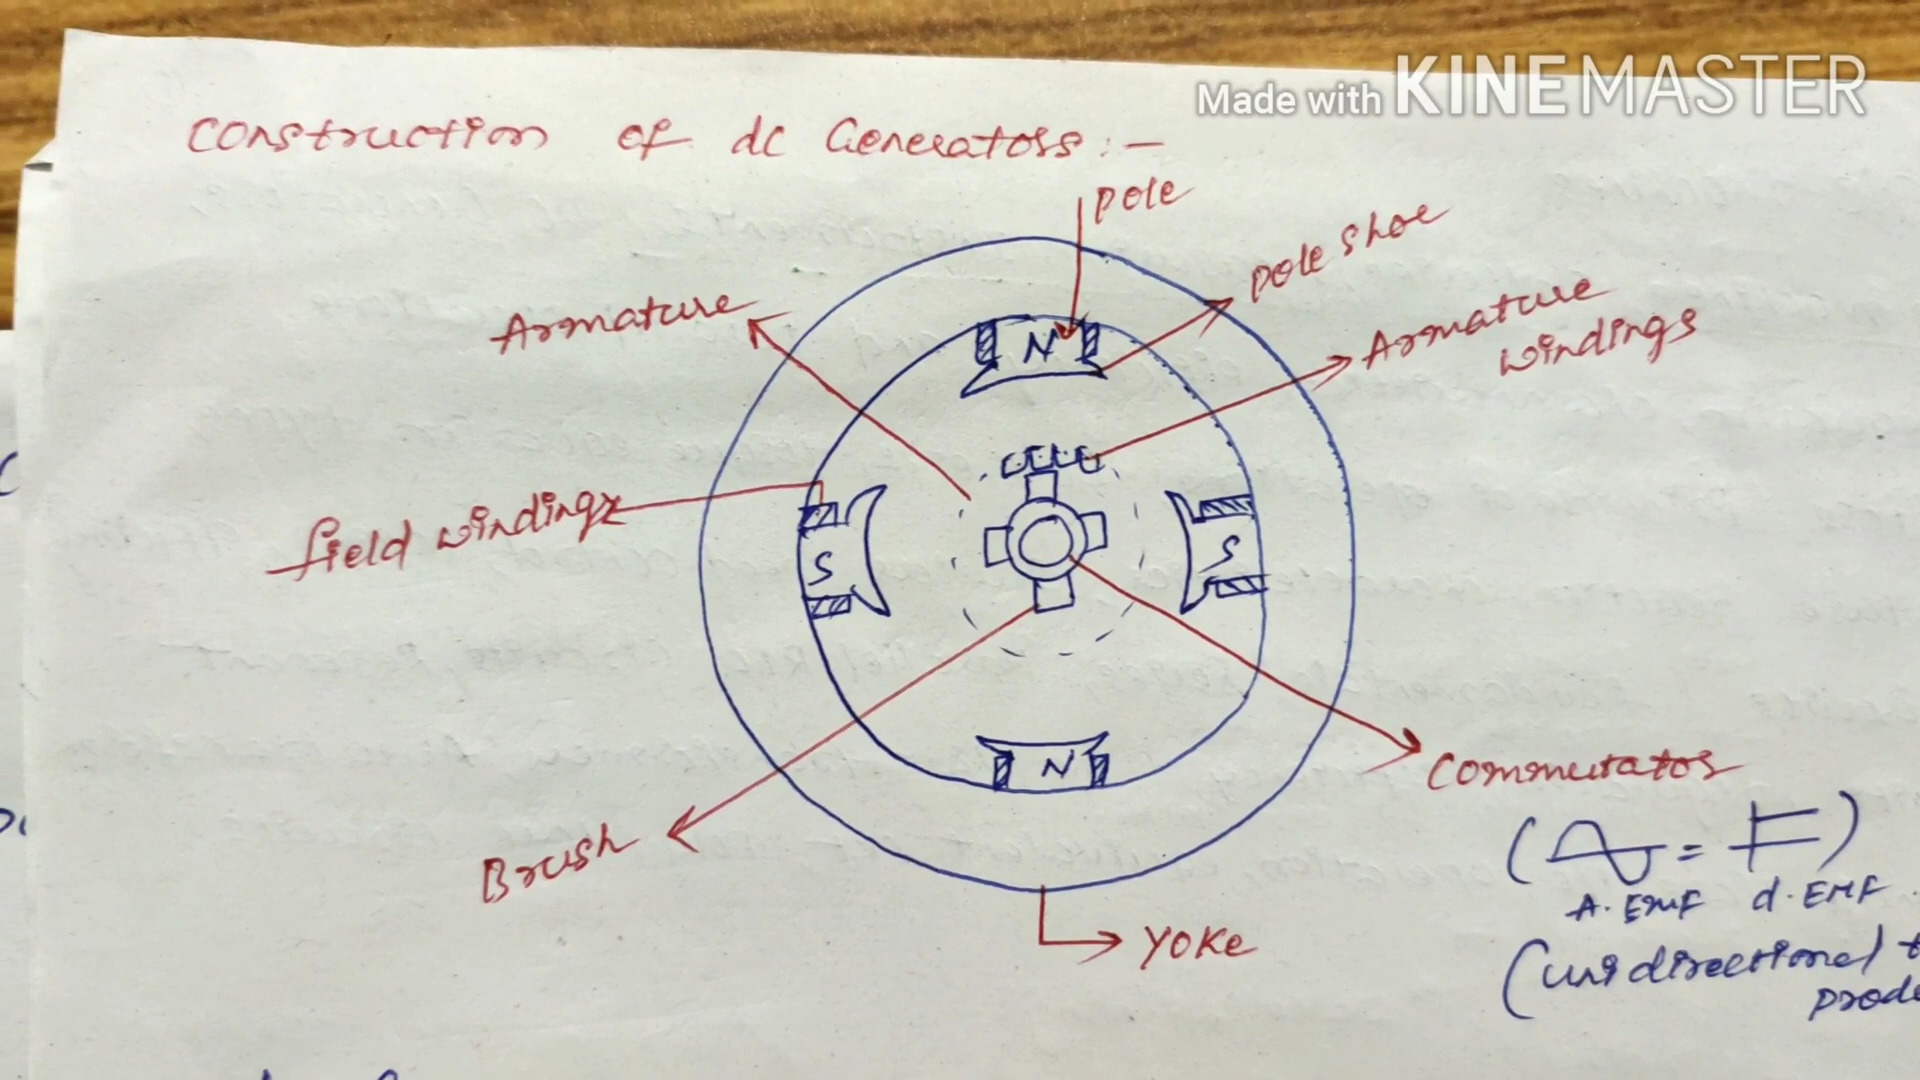 Made with KINEMASTER
Construction of dc Generators :-
Pole
Pole shoe
Armature
Armature
windings
N
field windings
S
S
N
Commutator
Brush
( = )
A. EMF d. EMF
(unidirectional
Yoke